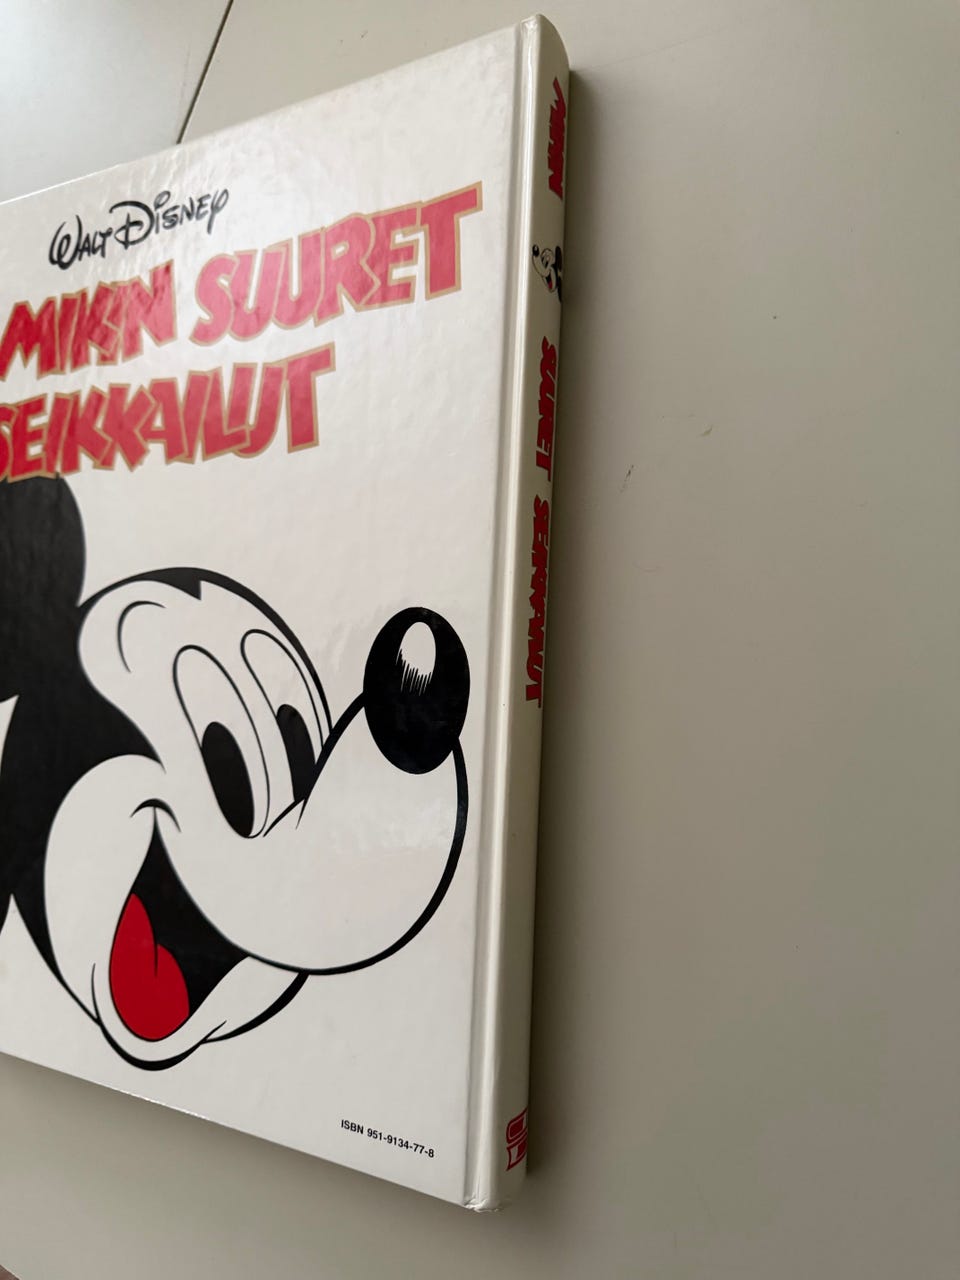 WALT DISNEY
MIKIN SUURET
SEIKKAILUT
MIKIN SUURET SEIKKAILUT
ISBN 951-9134-77-8